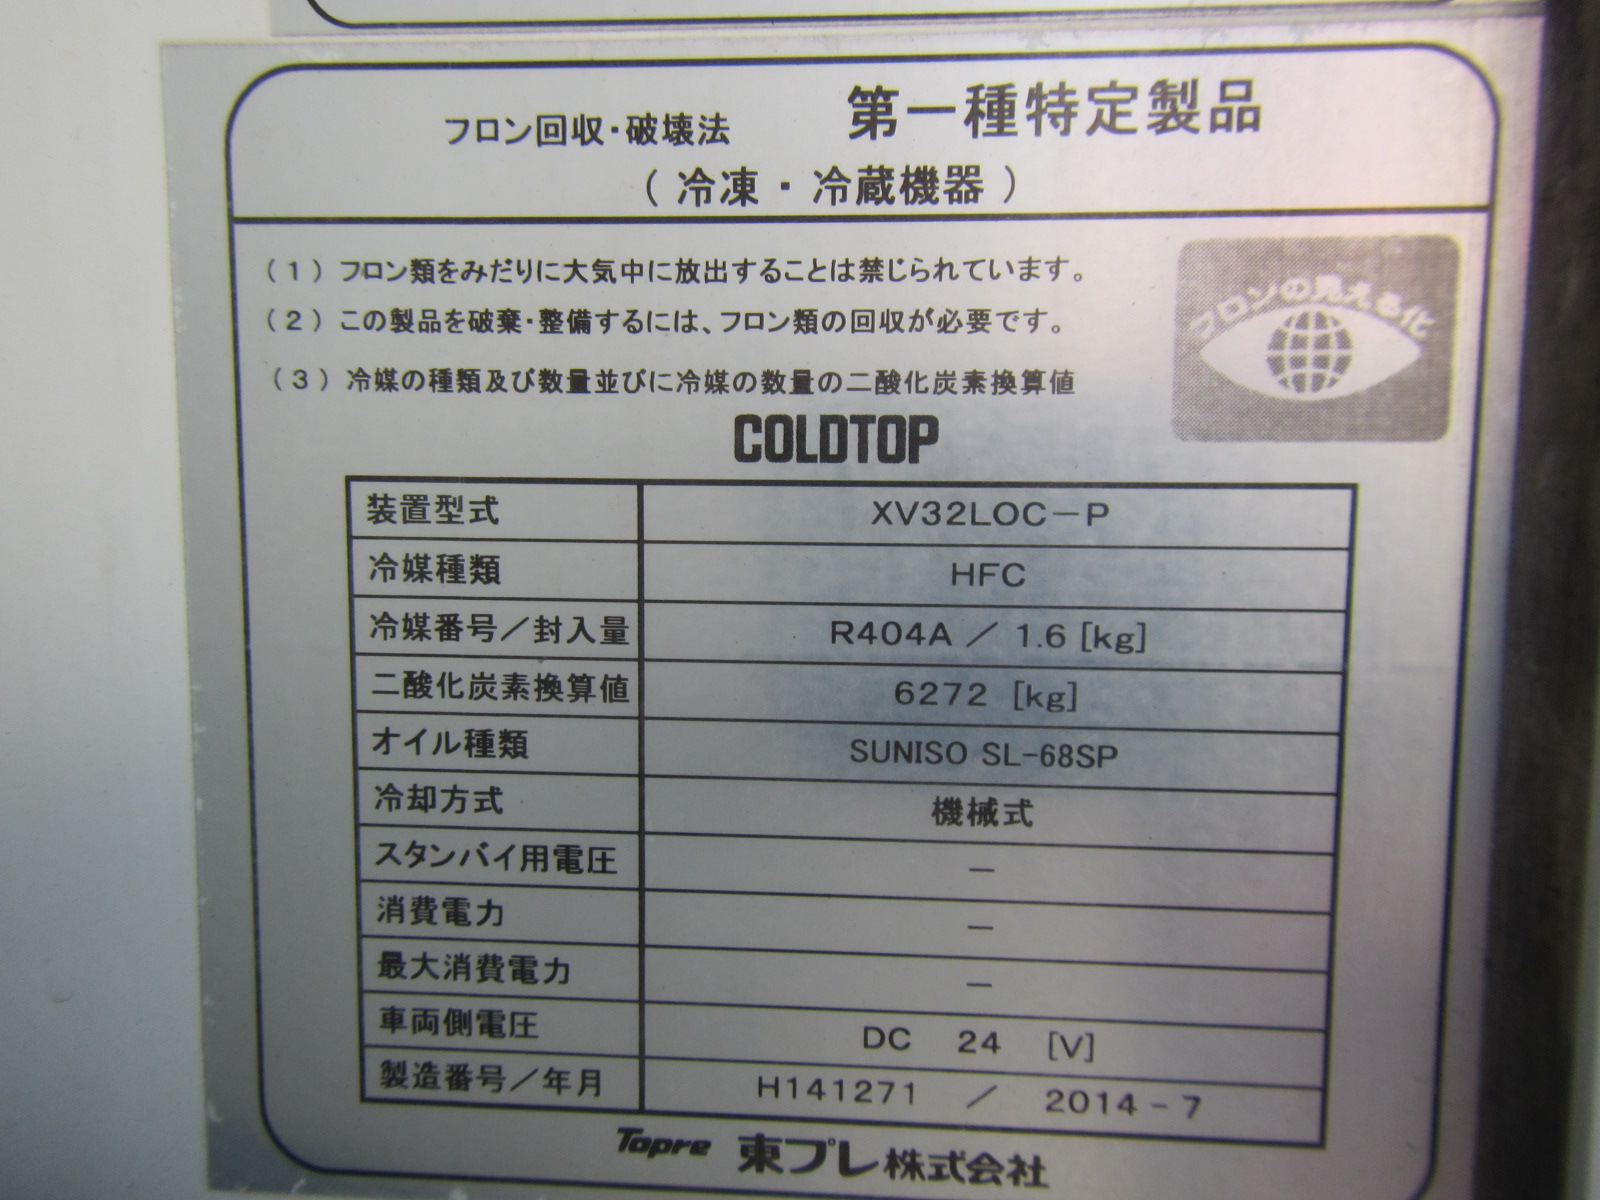 フロン回収・破壊法 第一種特定製品
(冷凍・冷蔵機器)
(1)フロン類をみだりに大気中に放出することは禁じられています。
(2)この製品を破棄・整備するには、フロン類の回収が必要です。
(3)冷媒の種類及び数量並びに冷媒の数量の二酸化炭素換算値
フロンの見える化
COLDTOP
装置型式 XV32LOC-P
冷媒種類 HFC
冷媒番号/封入量 R404A / 1.6 [kg]
二酸化炭素換算値 6272 [kg]
オイル種類 SUNISO SL-68SP
冷却方式 機械式
スタンバイ用電圧 —
消費電力 —
最大消費電力 —
車両側電圧 DC 24 [V]
製造番号/年月 H141271 / 2014-7
Topre 東プレ株式会社